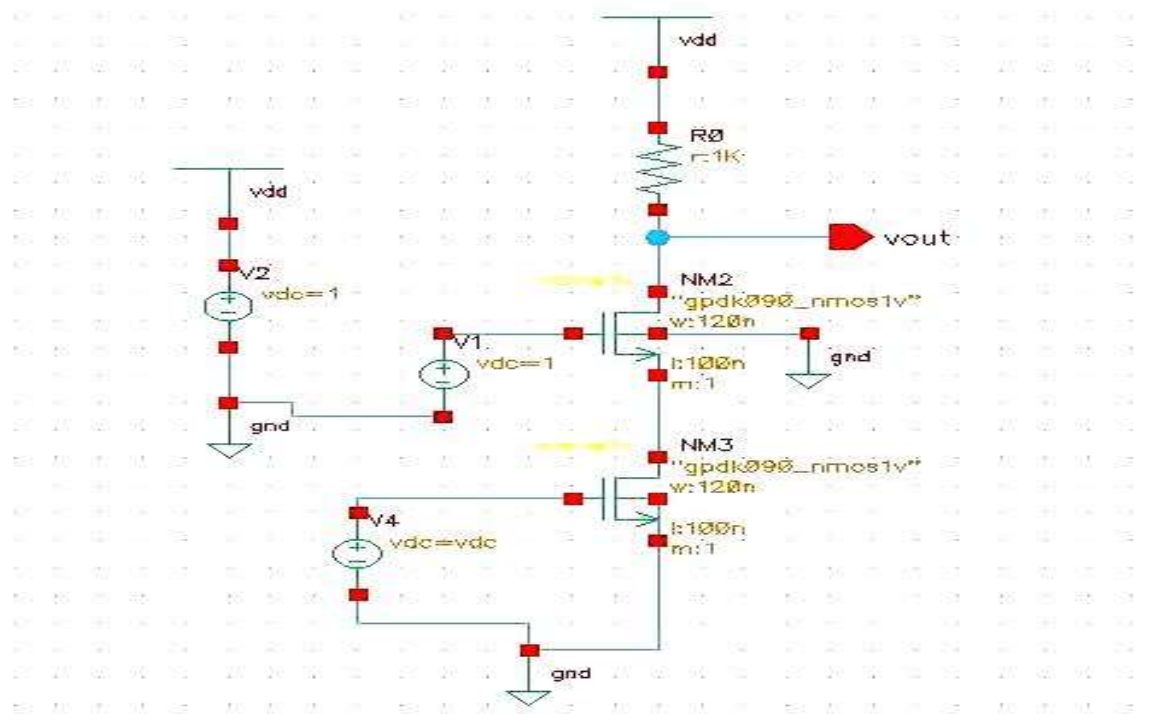 vdd
R0
r:1K
vdd
vout
V2
vdc=1
NM2
"gpdk090_nmos1v"
w:120n
V1
vdc=1
gnd
l:100n
m:1
gnd
NM3
"gpdk090_nmos1v"
w:120n
V4
vdc=vdc
l:100n
m:1
gnd